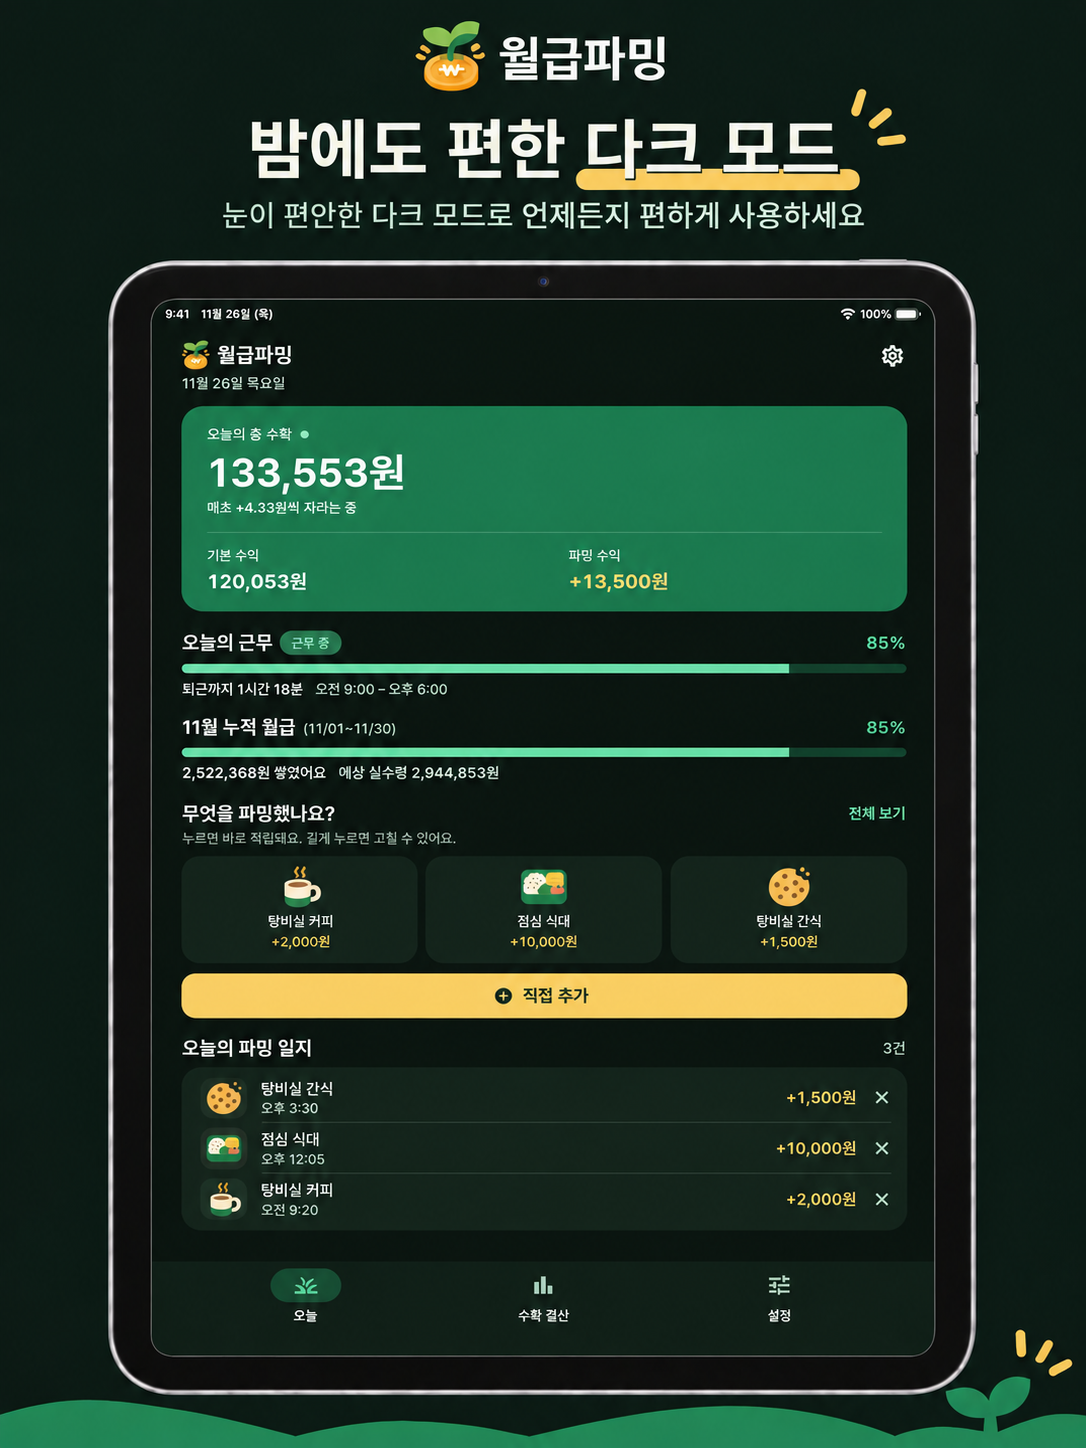 월급파밍
밤에도 편한 다크 모드
눈이 편안한 다크 모드로 언제든지 편하게 사용하세요
9:41 11월 26일 (목) 100%
월급파밍
11월 26일 목요일
오늘의 총 수확
133,553원
매초 +4.33원씩 자라는 중
기본 수익 파밍 수익
120,053원 +13,500원
오늘의 근무 근무 중 85%
퇴근까지 1시간 18분 오전 9:00 – 오후 6:00
11월 누적 월급 (11/01~11/30) 85%
2,522,368원 쌓였어요 예상 실수령 2,944,853원
무엇을 파밍했나요? 전체 보기
누르면 바로 적립돼요. 길게 누르면 고칠 수 있어요.
탕비실 커피 점심 식대 탕비실 간식
+2,000원 +10,000원 +1,500원
직접 추가
오늘의 파밍 일지 3건
탕비실 간식
오후 3:30
+1,500원
점심 식대
오후 12:05
+10,000원
탕비실 커피
오전 9:20
+2,000원
오늘 수확 결산 설정